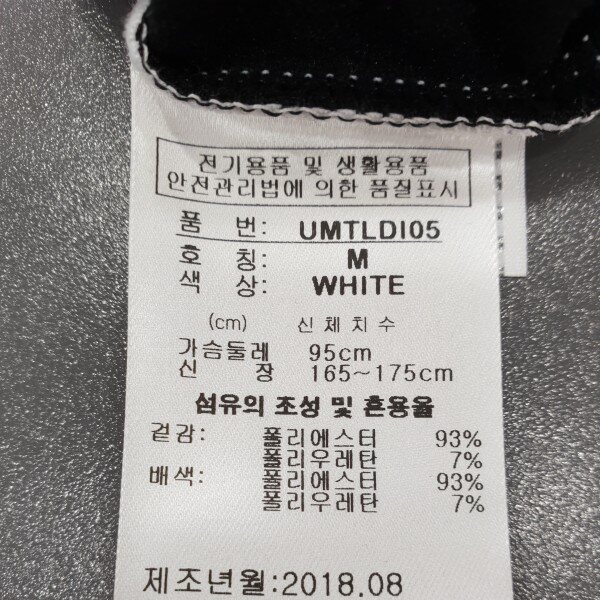 전기용품 및 생활용품
안전관리법에 의한 품질표시
품 번: UMTLDI05
호 칭: M
색 상: WHITE
(cm) 신체치수
가슴둘레 95cm
신 장 165~175cm
섬유의 조성 및 혼용율
겉감: 폴리에스터 93%
폴리우레탄 7%
배색: 폴리에스터 93%
폴리우레탄 7%
제조년월:2018.08